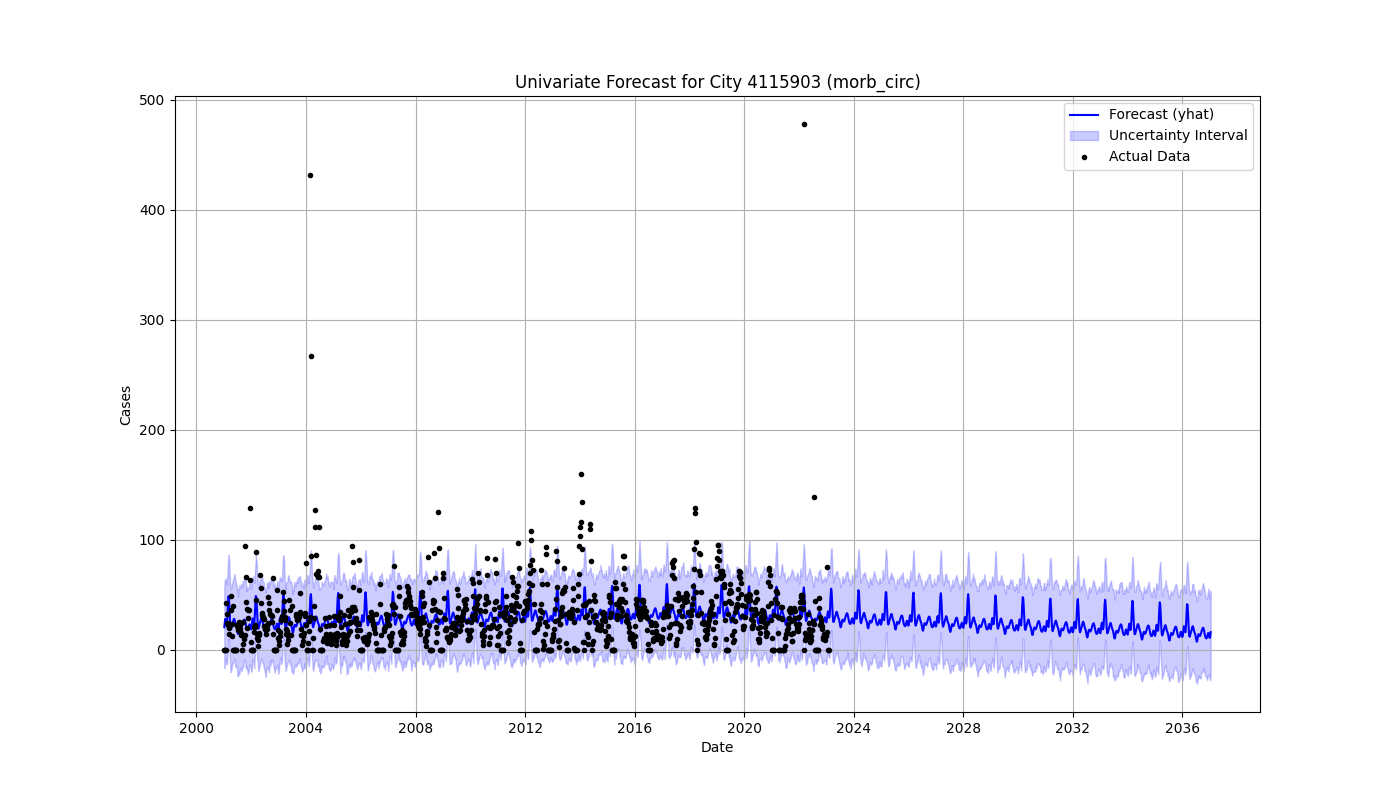 Univariate Forecast for City 4115903 (morb_circ)
Forecast (yhat)
Uncertainty Interval
Actual Data
500
400
300
200
100
0
Cases
2000 2004 2008 2012 2016 2020 2024 2028 2032 2036
Date